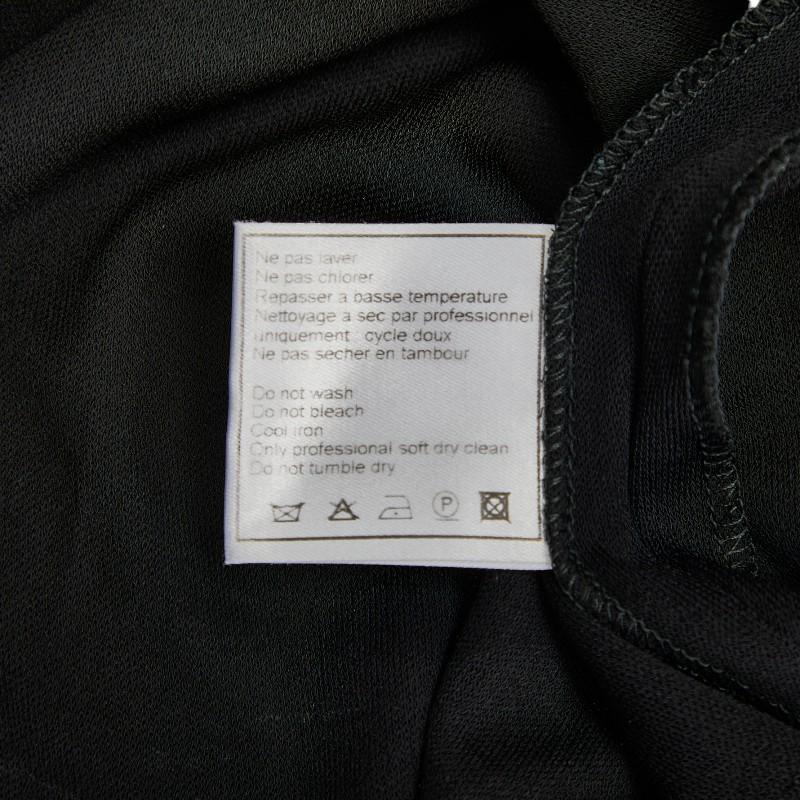 Ne pas laver
Ne pas chlorer
Repasser a basse temperature
Nettoyage a sec par professionnel
uniquement : cycle doux
Ne pas secher en tambour
Do not wash
Do not bleach
Cool iron
Only professional soft dry clean
Do not tumble dry
P